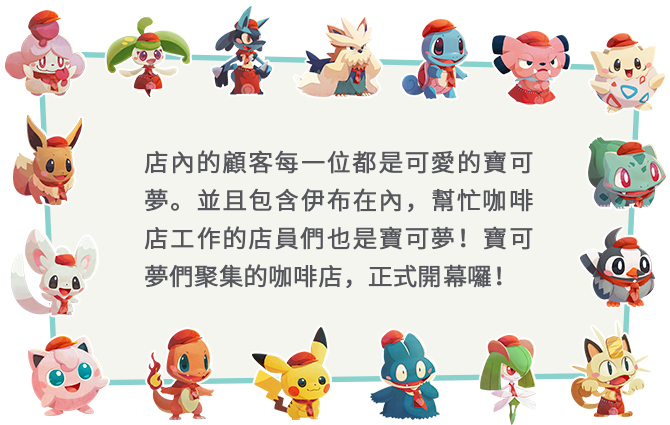 店內的顧客每一位都是可愛的寶可
夢。並且包含伊布在內，幫忙咖啡
店工作的店員們也是寶可夢！寶可
夢們聚集的咖啡店，正式開幕囉！